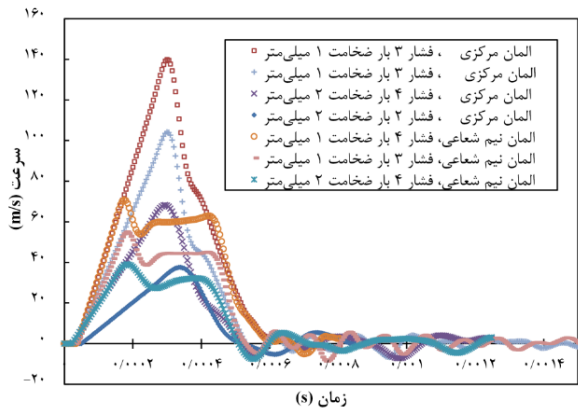 ۱۶۰
۱۴۰
۱۲۰
۱۰۰
۸۰
۶۰
۴۰
۲۰
۰
−۲۰
سرعت (m/s)
المان مرکزی ، فشار ۳ بار ضخامت ۱ میلی‌متر
المان مرکزی ، فشار ۳ بار ضخامت ۱ میلی‌متر
المان مرکزی ، فشار ۴ بار ضخامت ۲ میلی‌متر
المان مرکزی ، فشار ۲ بار ضخامت ۲ میلی‌متر
المان نیم شعاعی، فشار ۴ بار ضخامت ۱ میلی‌متر
المان نیم شعاعی، فشار ۳ بار ضخامت ۱ میلی‌متر
المان نیم شعاعی، فشار ۴ بار ضخامت ۲ میلی‌متر
۰/۰۰۰۲ ۰/۰۰۰۴ ۰/۰۰۰۶ ۰/۰۰۰۸ ۰/۰۰۱ ۰/۰۰۱۲ ۰/۰۰۱۴
زمان (s)